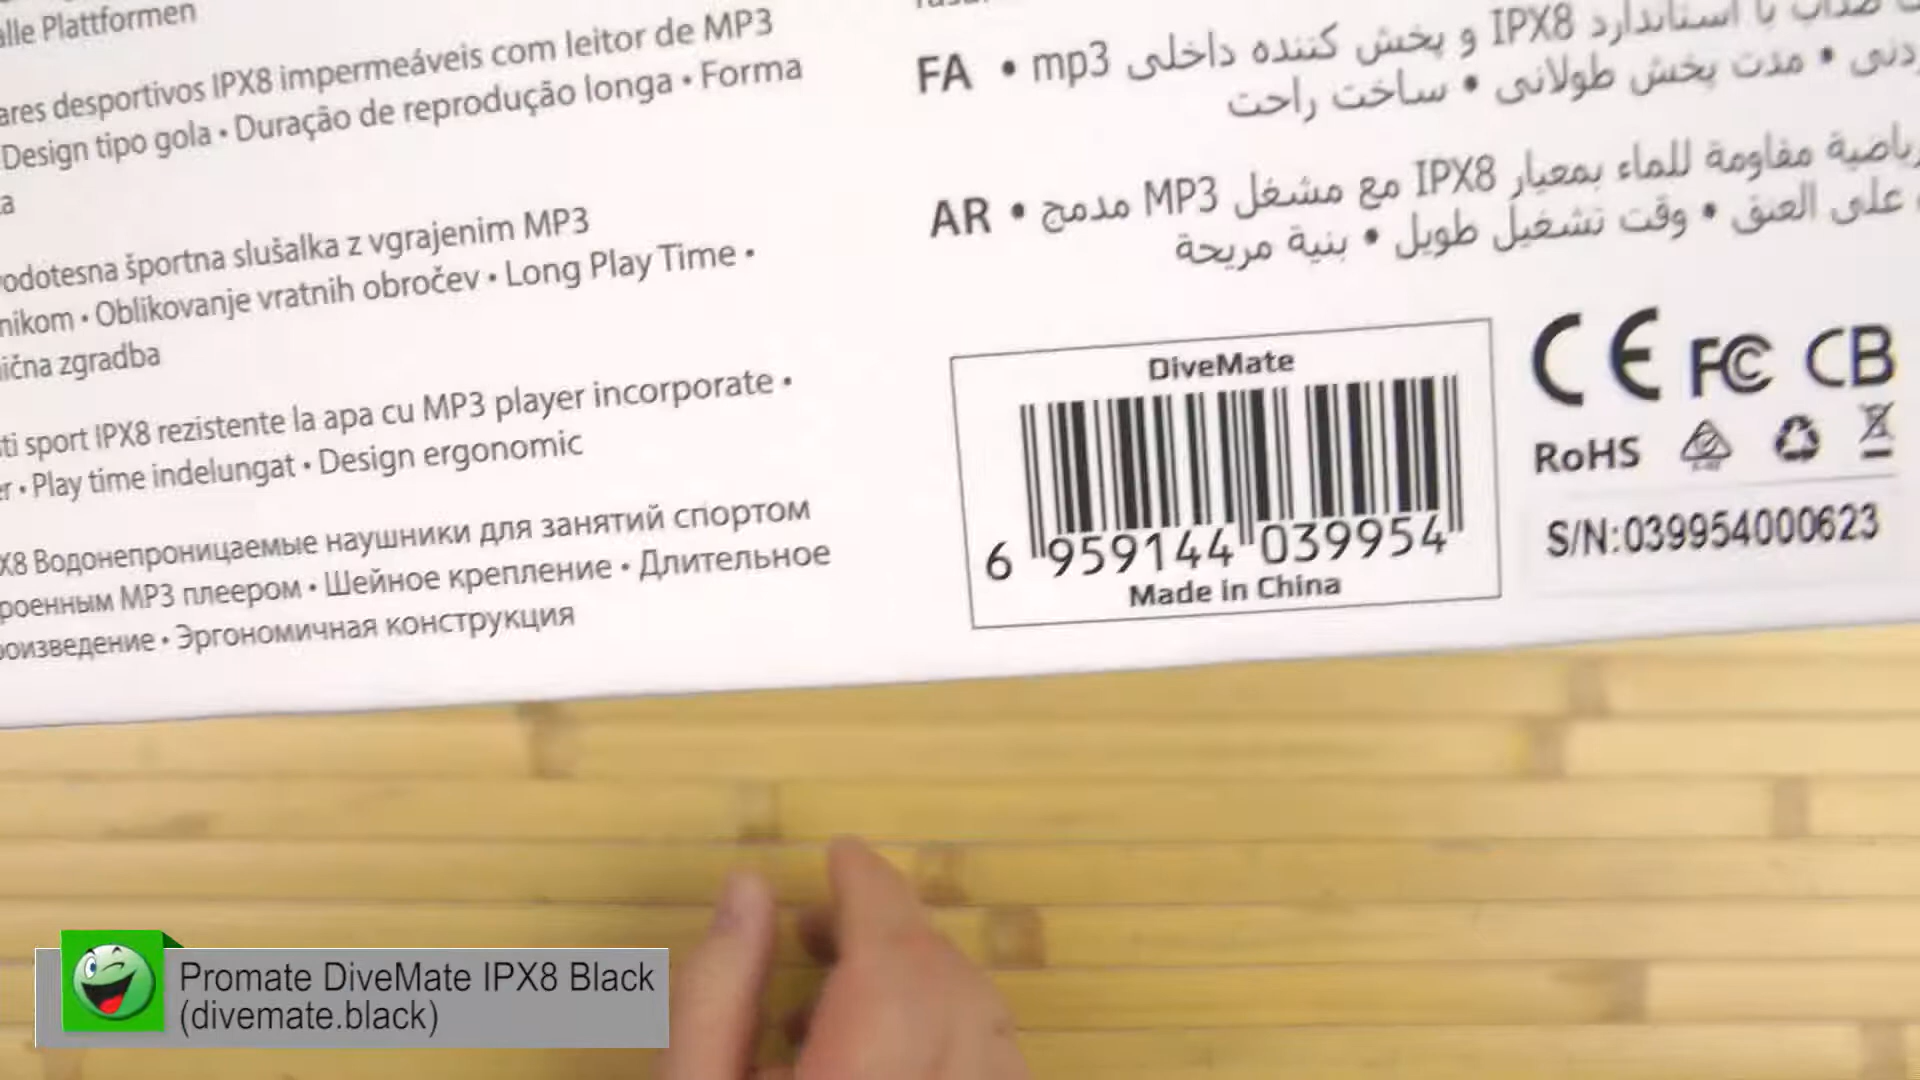 alle Plattformen
ares desportivos IPX8 impermeáveis com leitor de MP3
Design tipo gola • Duração de reprodução longa • Forma
odotesna športna slušalka z vgrajenim MP3
nikom • Oblikovanje vratnih obročev • Long Play Time •
ična zgradba
ti sport IPX8 rezistente la apa cu MP3 player incorporate •
er • Play time indelungat • Design ergonomic
X8 Водонепроницаемые наушники для занятий спортом
роенным MP3 плеером • Шейное крепление • Длительное
оизведение • Эргономичная конструкция
FA • ضداب با استاندارد IPX8 و پخش کننده داخلی mp3
دنی • مدت پخش طولانی • ساخت راحت
AR • رياضية مقاومة للماء بمعيار IPX8 مع مشغل MP3 مدمج
على العنق • وقت تشغيل طويل • بنية مريحة
DiveMate
6 959144 039954
Made in China
CE FC CB
RoHS
S/N:039954000623
Promate DiveMate IPX8 Black
(divemate.black)